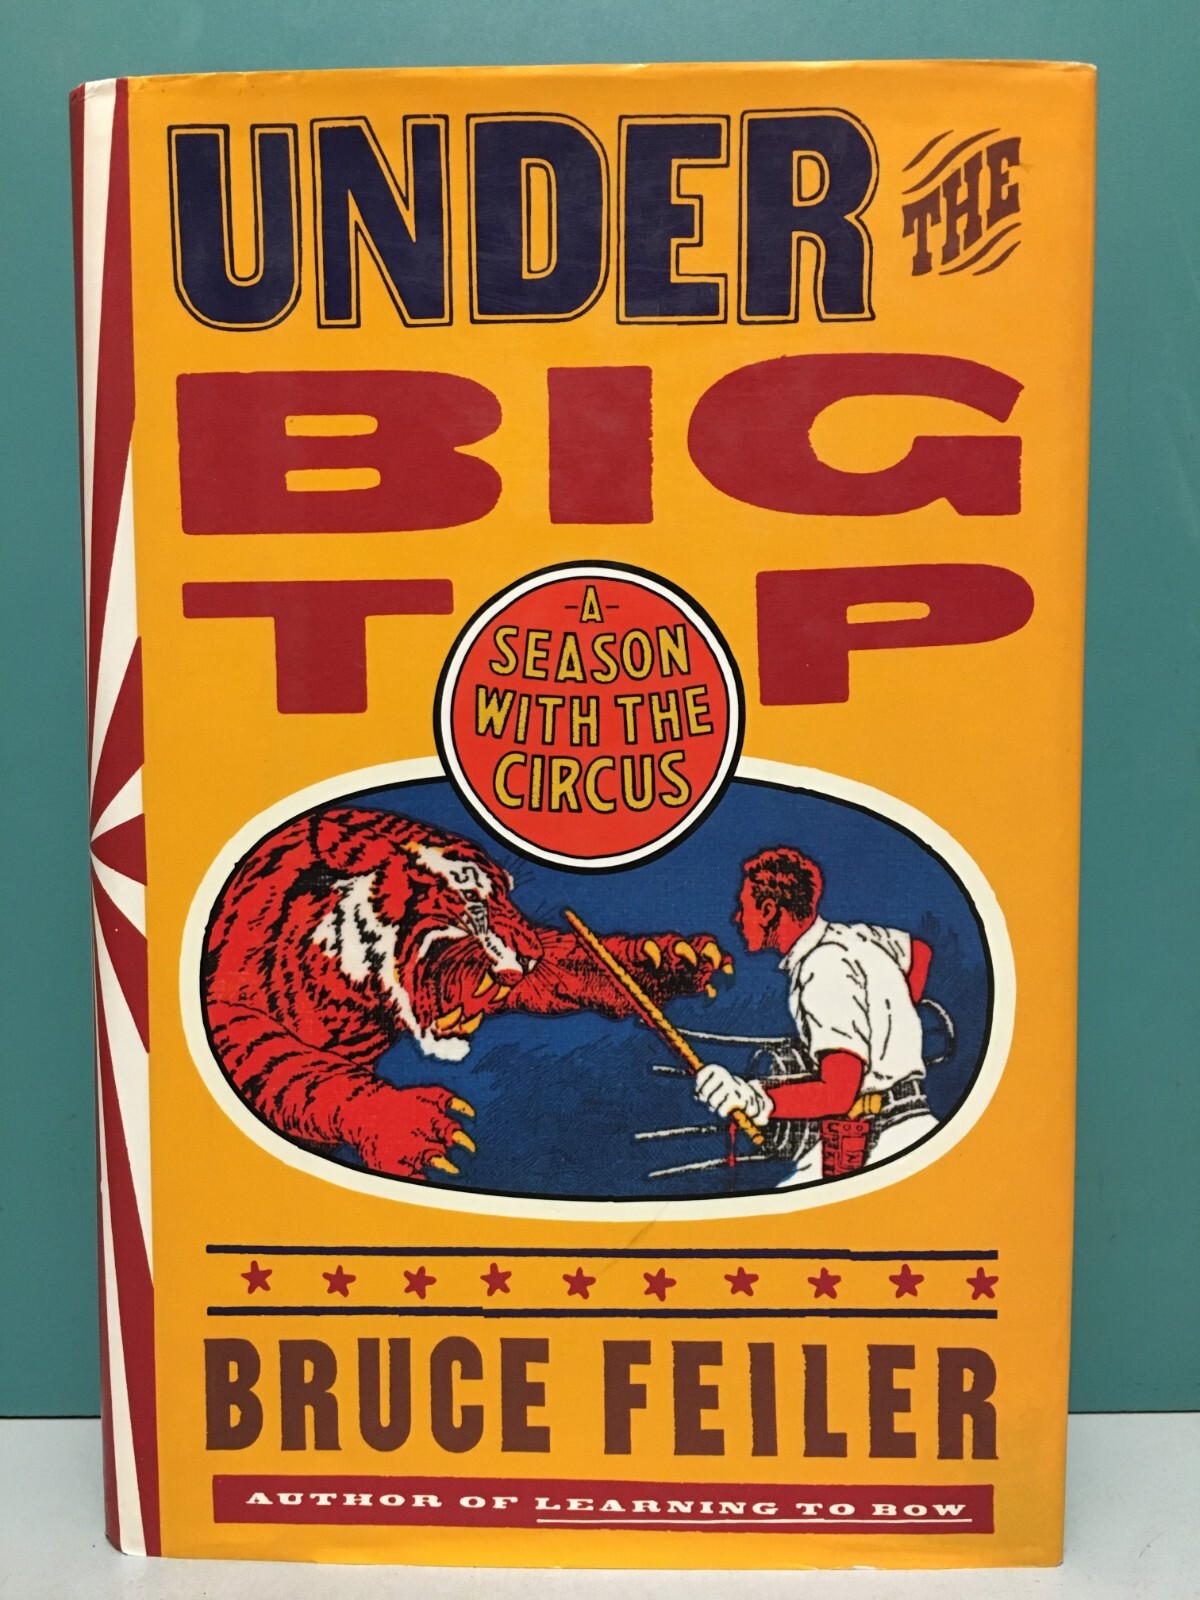 UNDER THE
BIG
TOP
-A-
SEASON
WITH THE
CIRCUS
BRUCE FEILER
AUTHOR OF LEARNING TO BOW